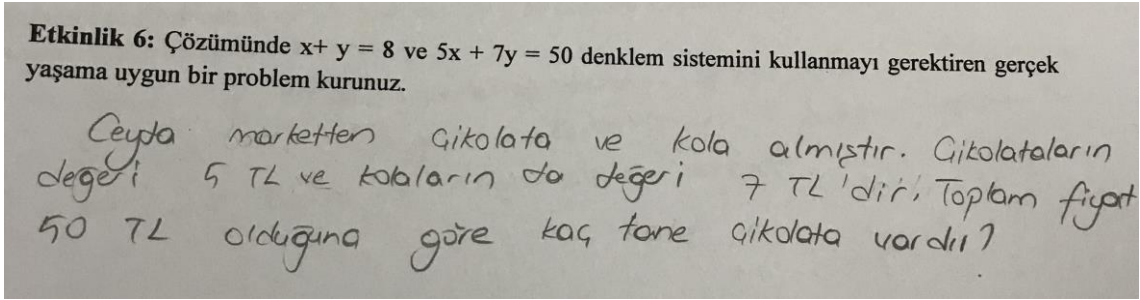 Etkinlik 6: Çözümünde x+ y = 8 ve 5x + 7y = 50 denklem sistemini kullanmayı gerektiren gerçek
yaşama uygun bir problem kurunuz.
Ceyda marketten çikolata ve kola almıştır. Çikolataların
değeri 5 TL ve kolaların da değeri 7 TL'dir. Toplam fiyat
50 TL olduğuna göre kaç tane çikolata vardır?